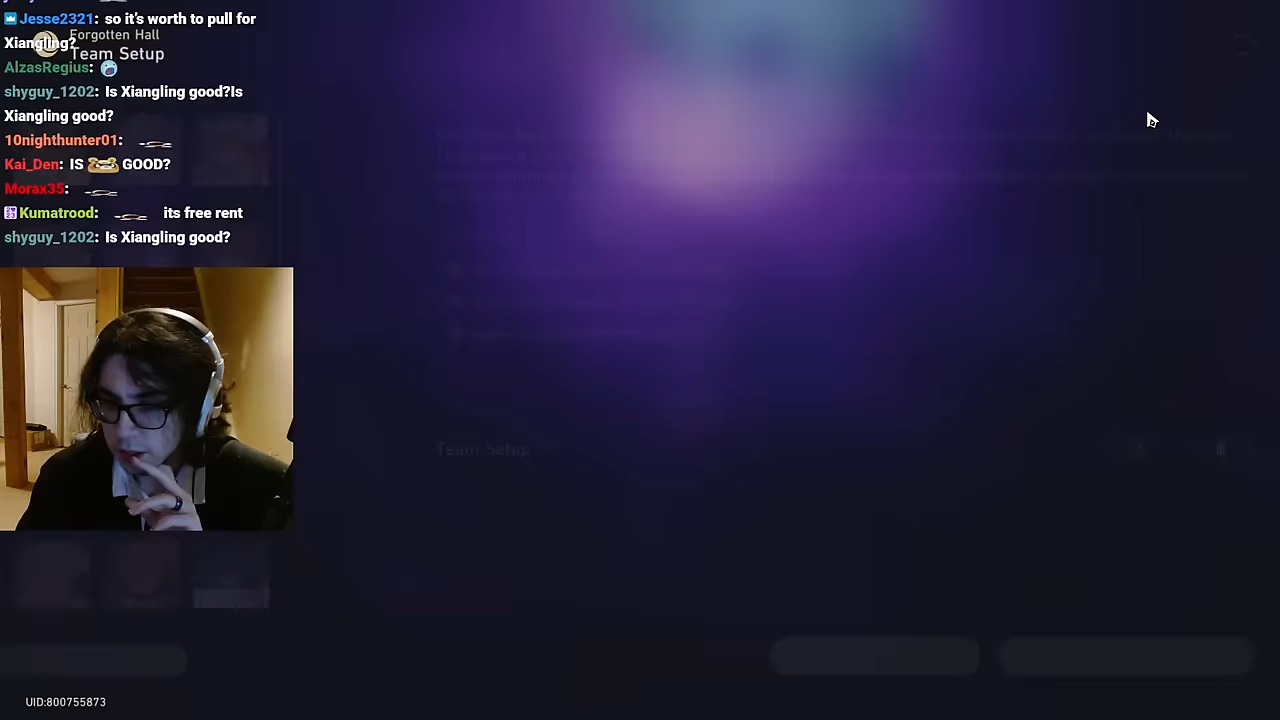 Jesse2321: so it's worth to pull for
Xiangling?
Forgotten Hall
Team Setup
AlzasRegius:
shyguy_1202: Is Xiangling good?Is
Xiangling good?
10nighthunter01:
Kai_Den: IS GOOD?
Morax35:
Kumatrood: its free rent
shyguy_1202: Is Xiangling good?
Team Setup
UID:800755873